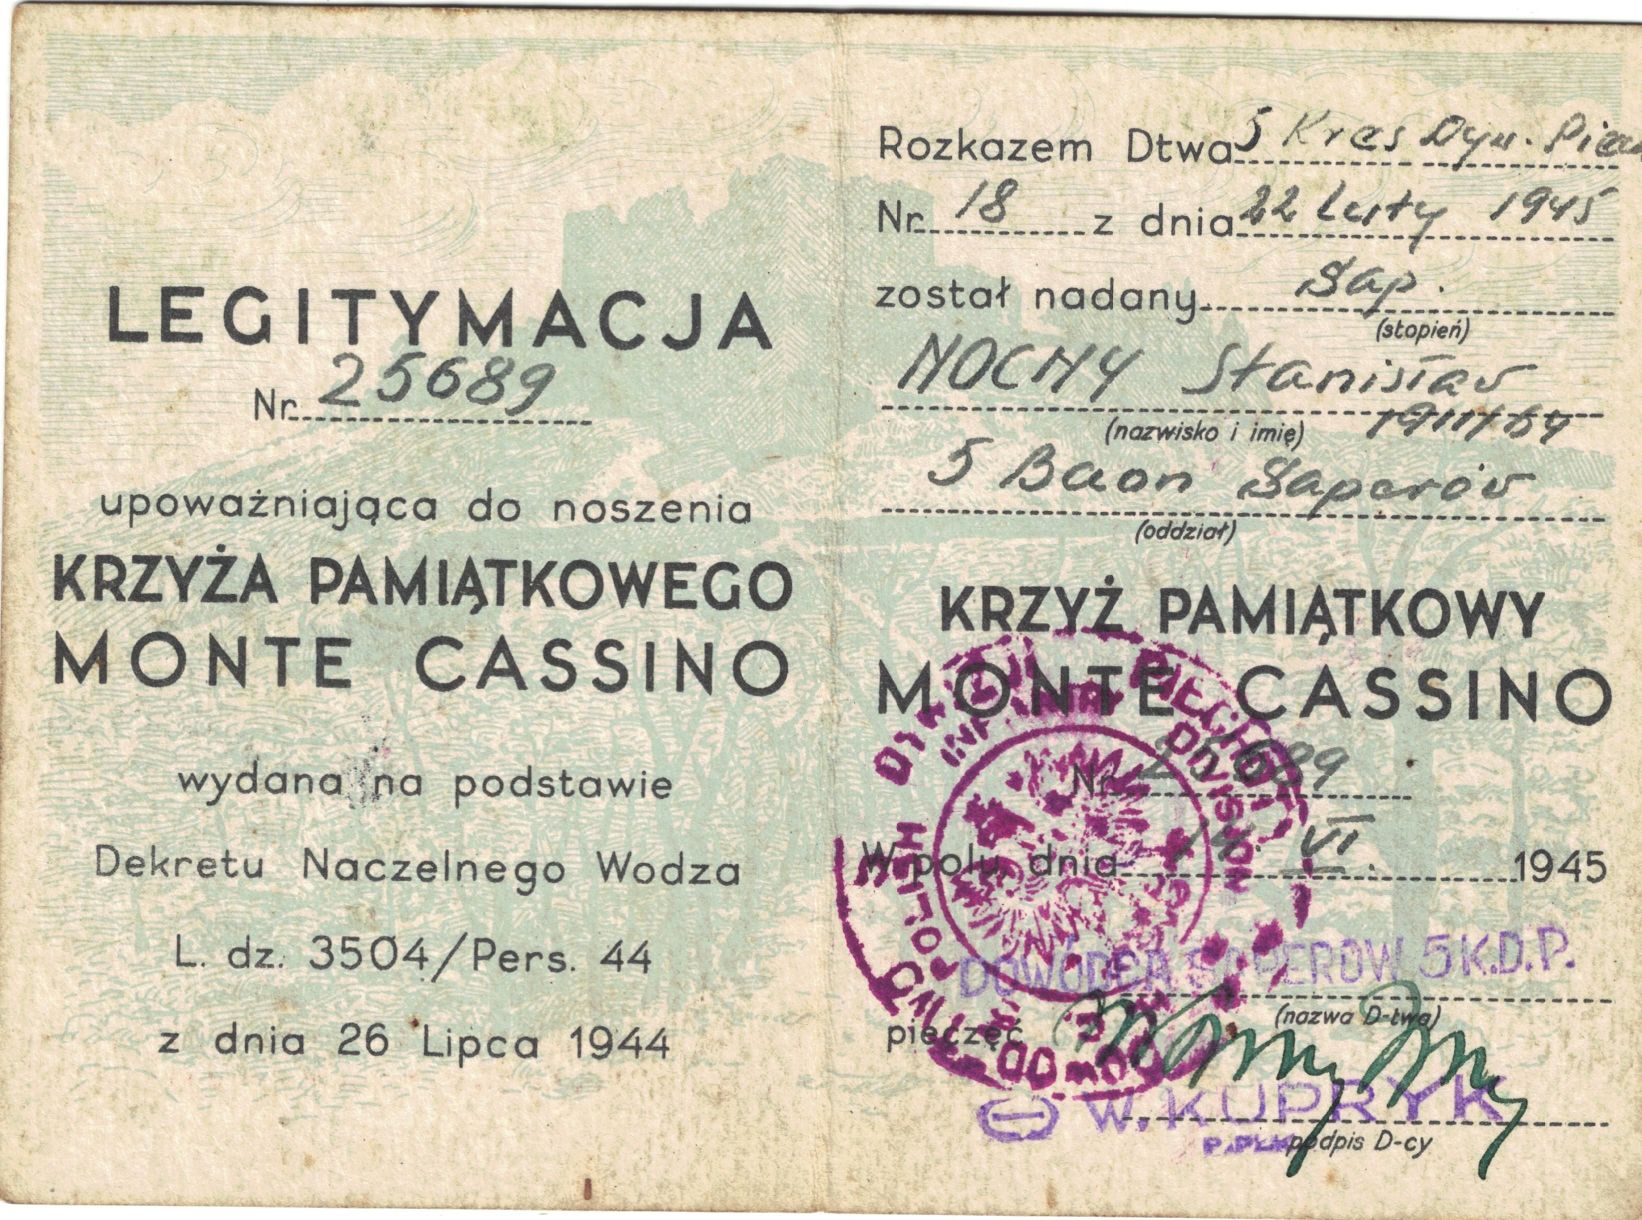 LEGITYMACJA
Nr. 25689
upoważniająca do noszenia
KRZYŻA PAMIĄTKOWEGO
MONTE CASSINO
wydana na podstawie
Dekretu Naczelnego Wodza
L. dz. 3504/Pers. 44
z dnia 26 Lipca 1944
Rozkazem Dtwa 5 Kres Dyw. Piech
Nr. 18 z dnia 22 Luty 1945
został nadany Sap.
(stopień)
NOCNY Stanisław
(nazwisko i imię)
5 Baon Saperów
(oddział)
KRZYŻ PAMIĄTKOWY
MONTE CASSINO
Nr. 25689
W polu, dnia 14. VI. 1945
DOWÓDCA SAPERÓW 5 K.D.P.
(nazwa D-twa)
pieczęć
W. KUPRYK
podpis D-cy